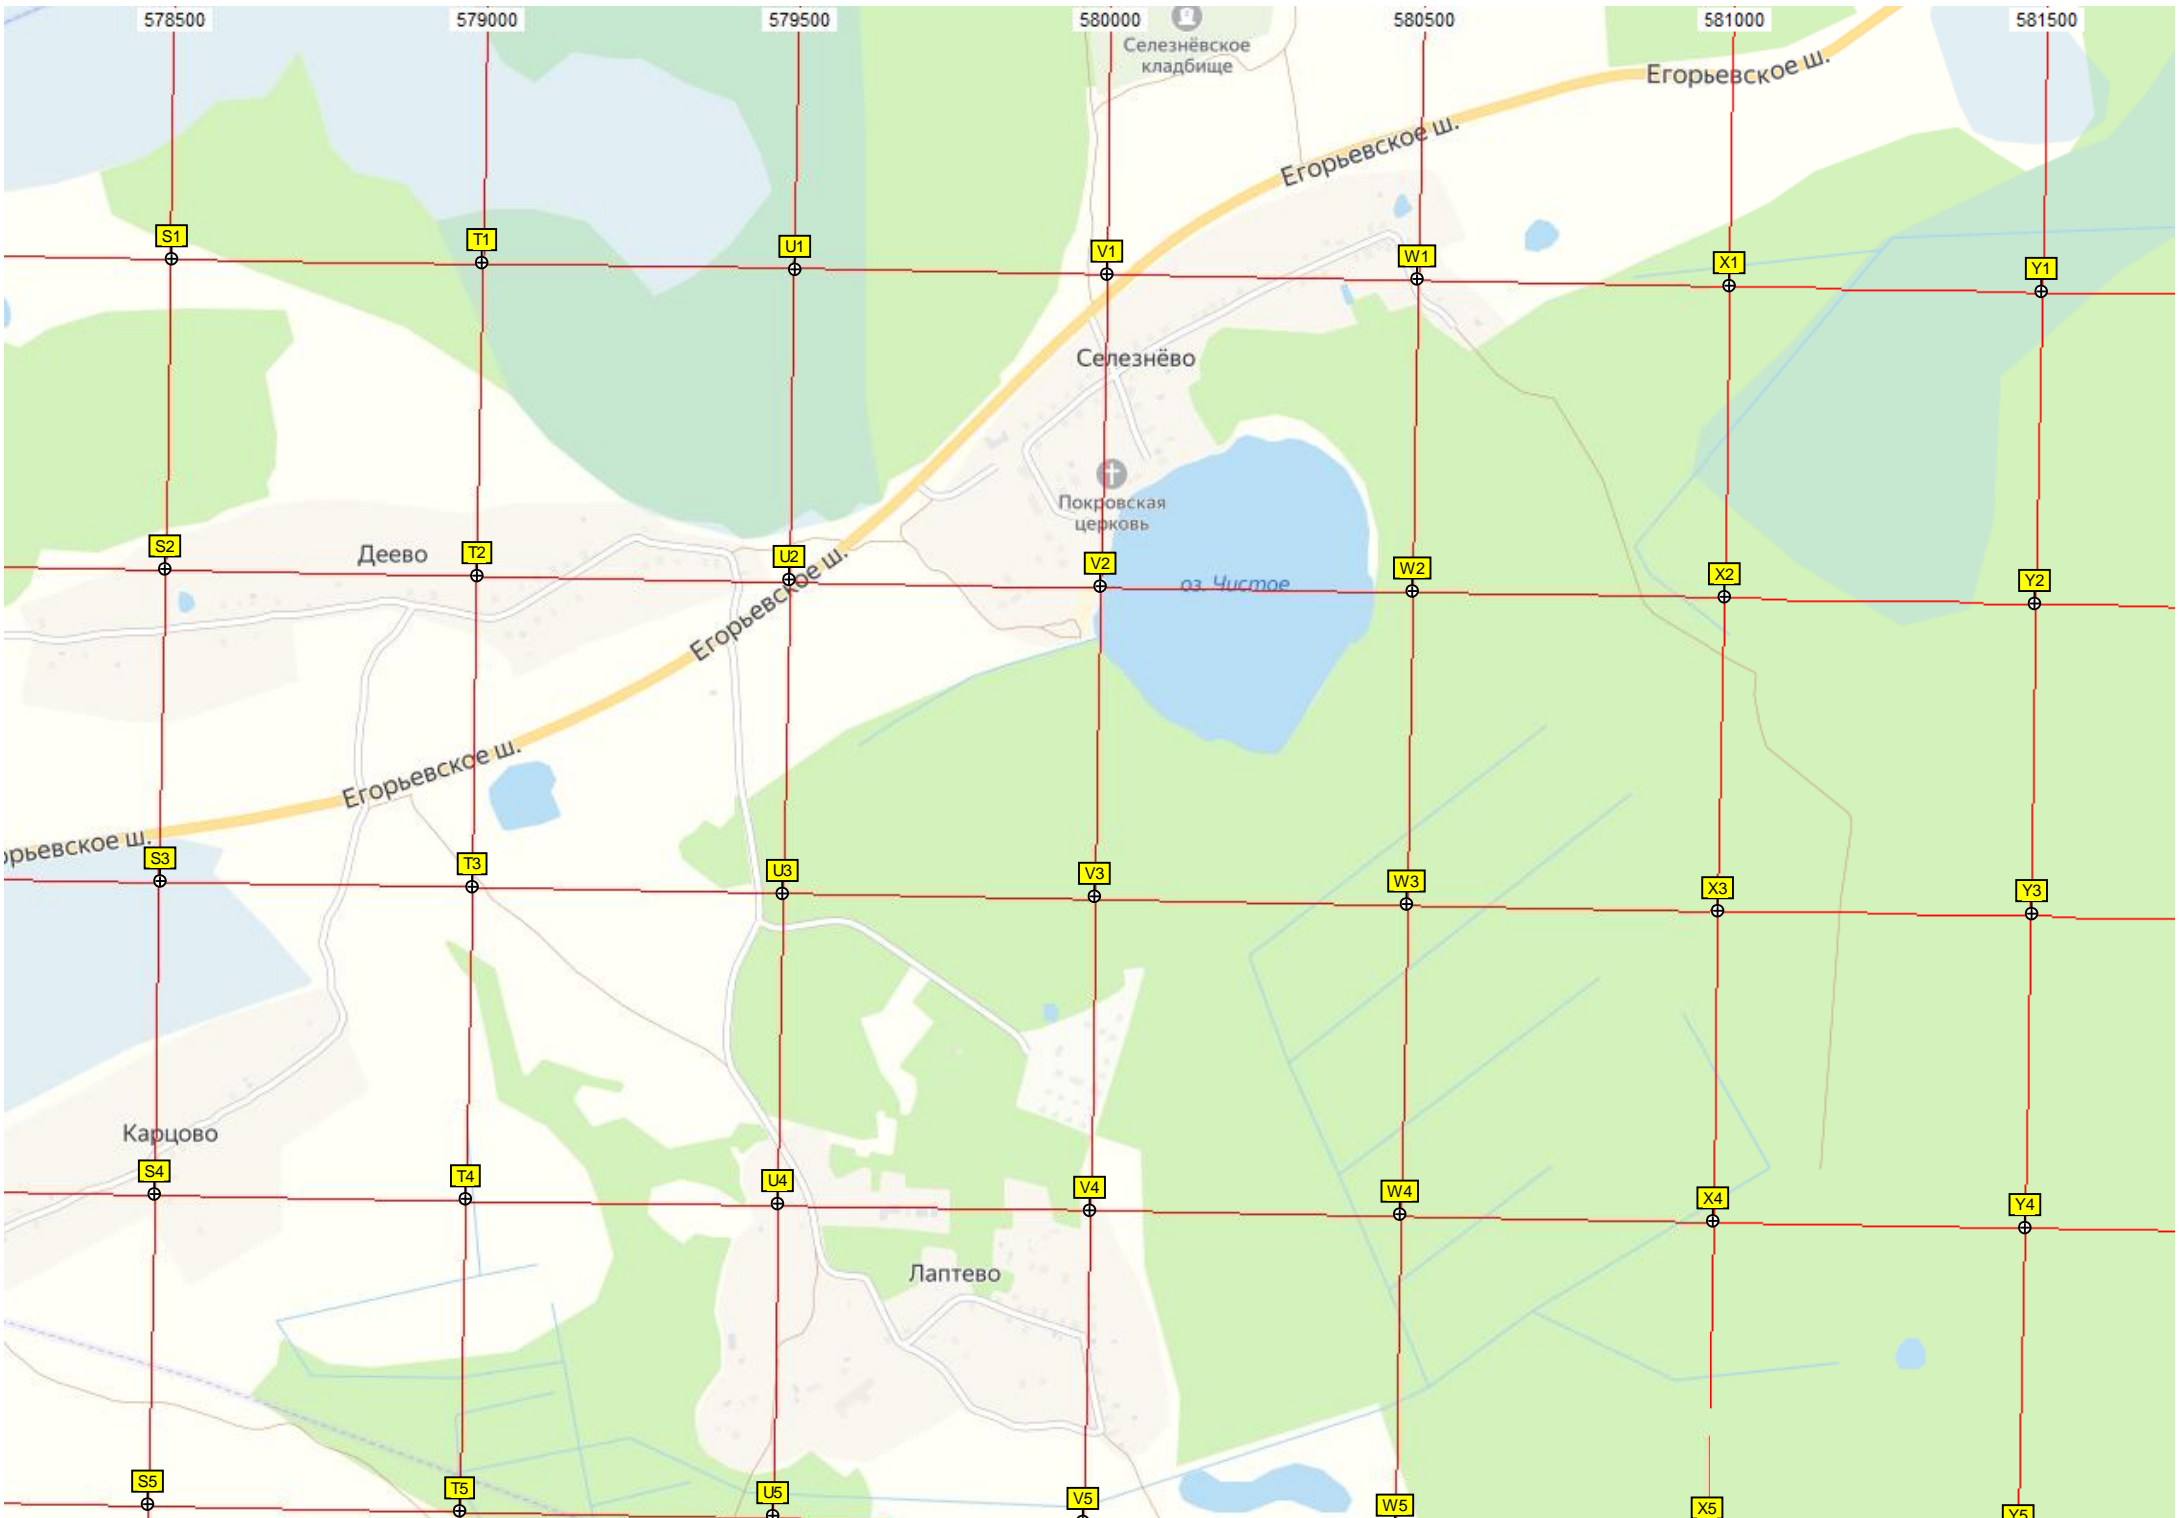 578500 579000 579500 580000 580500 581000 581500
Селезнёвское
кладбище
Егорьевское ш.
Егорьевское ш.
S1 T1 U1 V1 W1 X1 Y1
Селезнёво
Покровская
церковь
Деево
оз. Чистое
S2 T2 U2 V2 W2 X2 Y2
Егорьевское ш.
Егорьевское ш.
орьевское ш.
S3 T3 U3 V3 W3 X3 Y3
Карцово
S4 T4 U4 V4 W4 X4 Y4
Лаптево
S5 T5 U5 V5 W5 X5 Y5